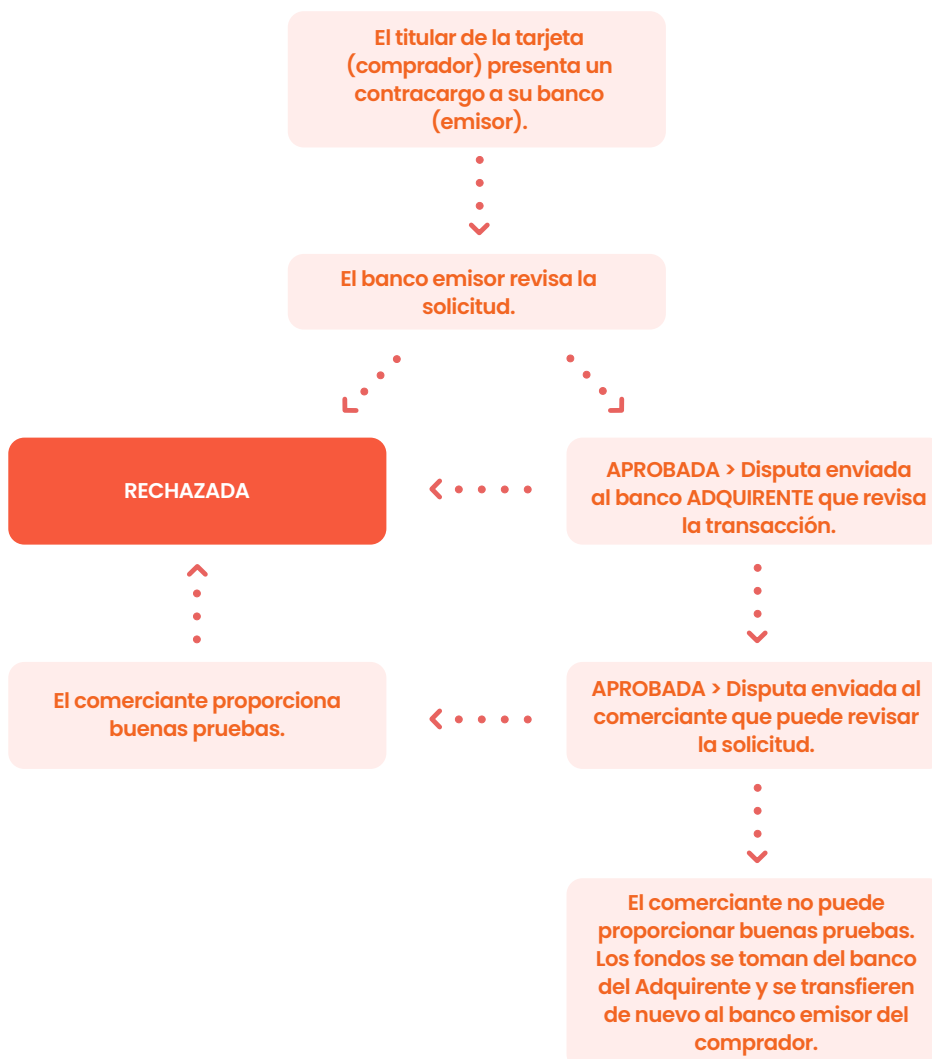 El titular de la tarjeta
(comprador) presenta un
contracargo a su banco
(emisor).
El banco emisor revisa la
solicitud.
RECHAZADA
APROBADA > Disputa enviada
al banco ADQUIRENTE que revisa
la transacción.
El comerciante proporciona
buenas pruebas.
APROBADA > Disputa enviada al
comerciante que puede revisar
la solicitud.
El comerciante no puede
proporcionar buenas pruebas.
Los fondos se toman del banco
del Adquirente y se transfieren
de nuevo al banco emisor del
comprador.